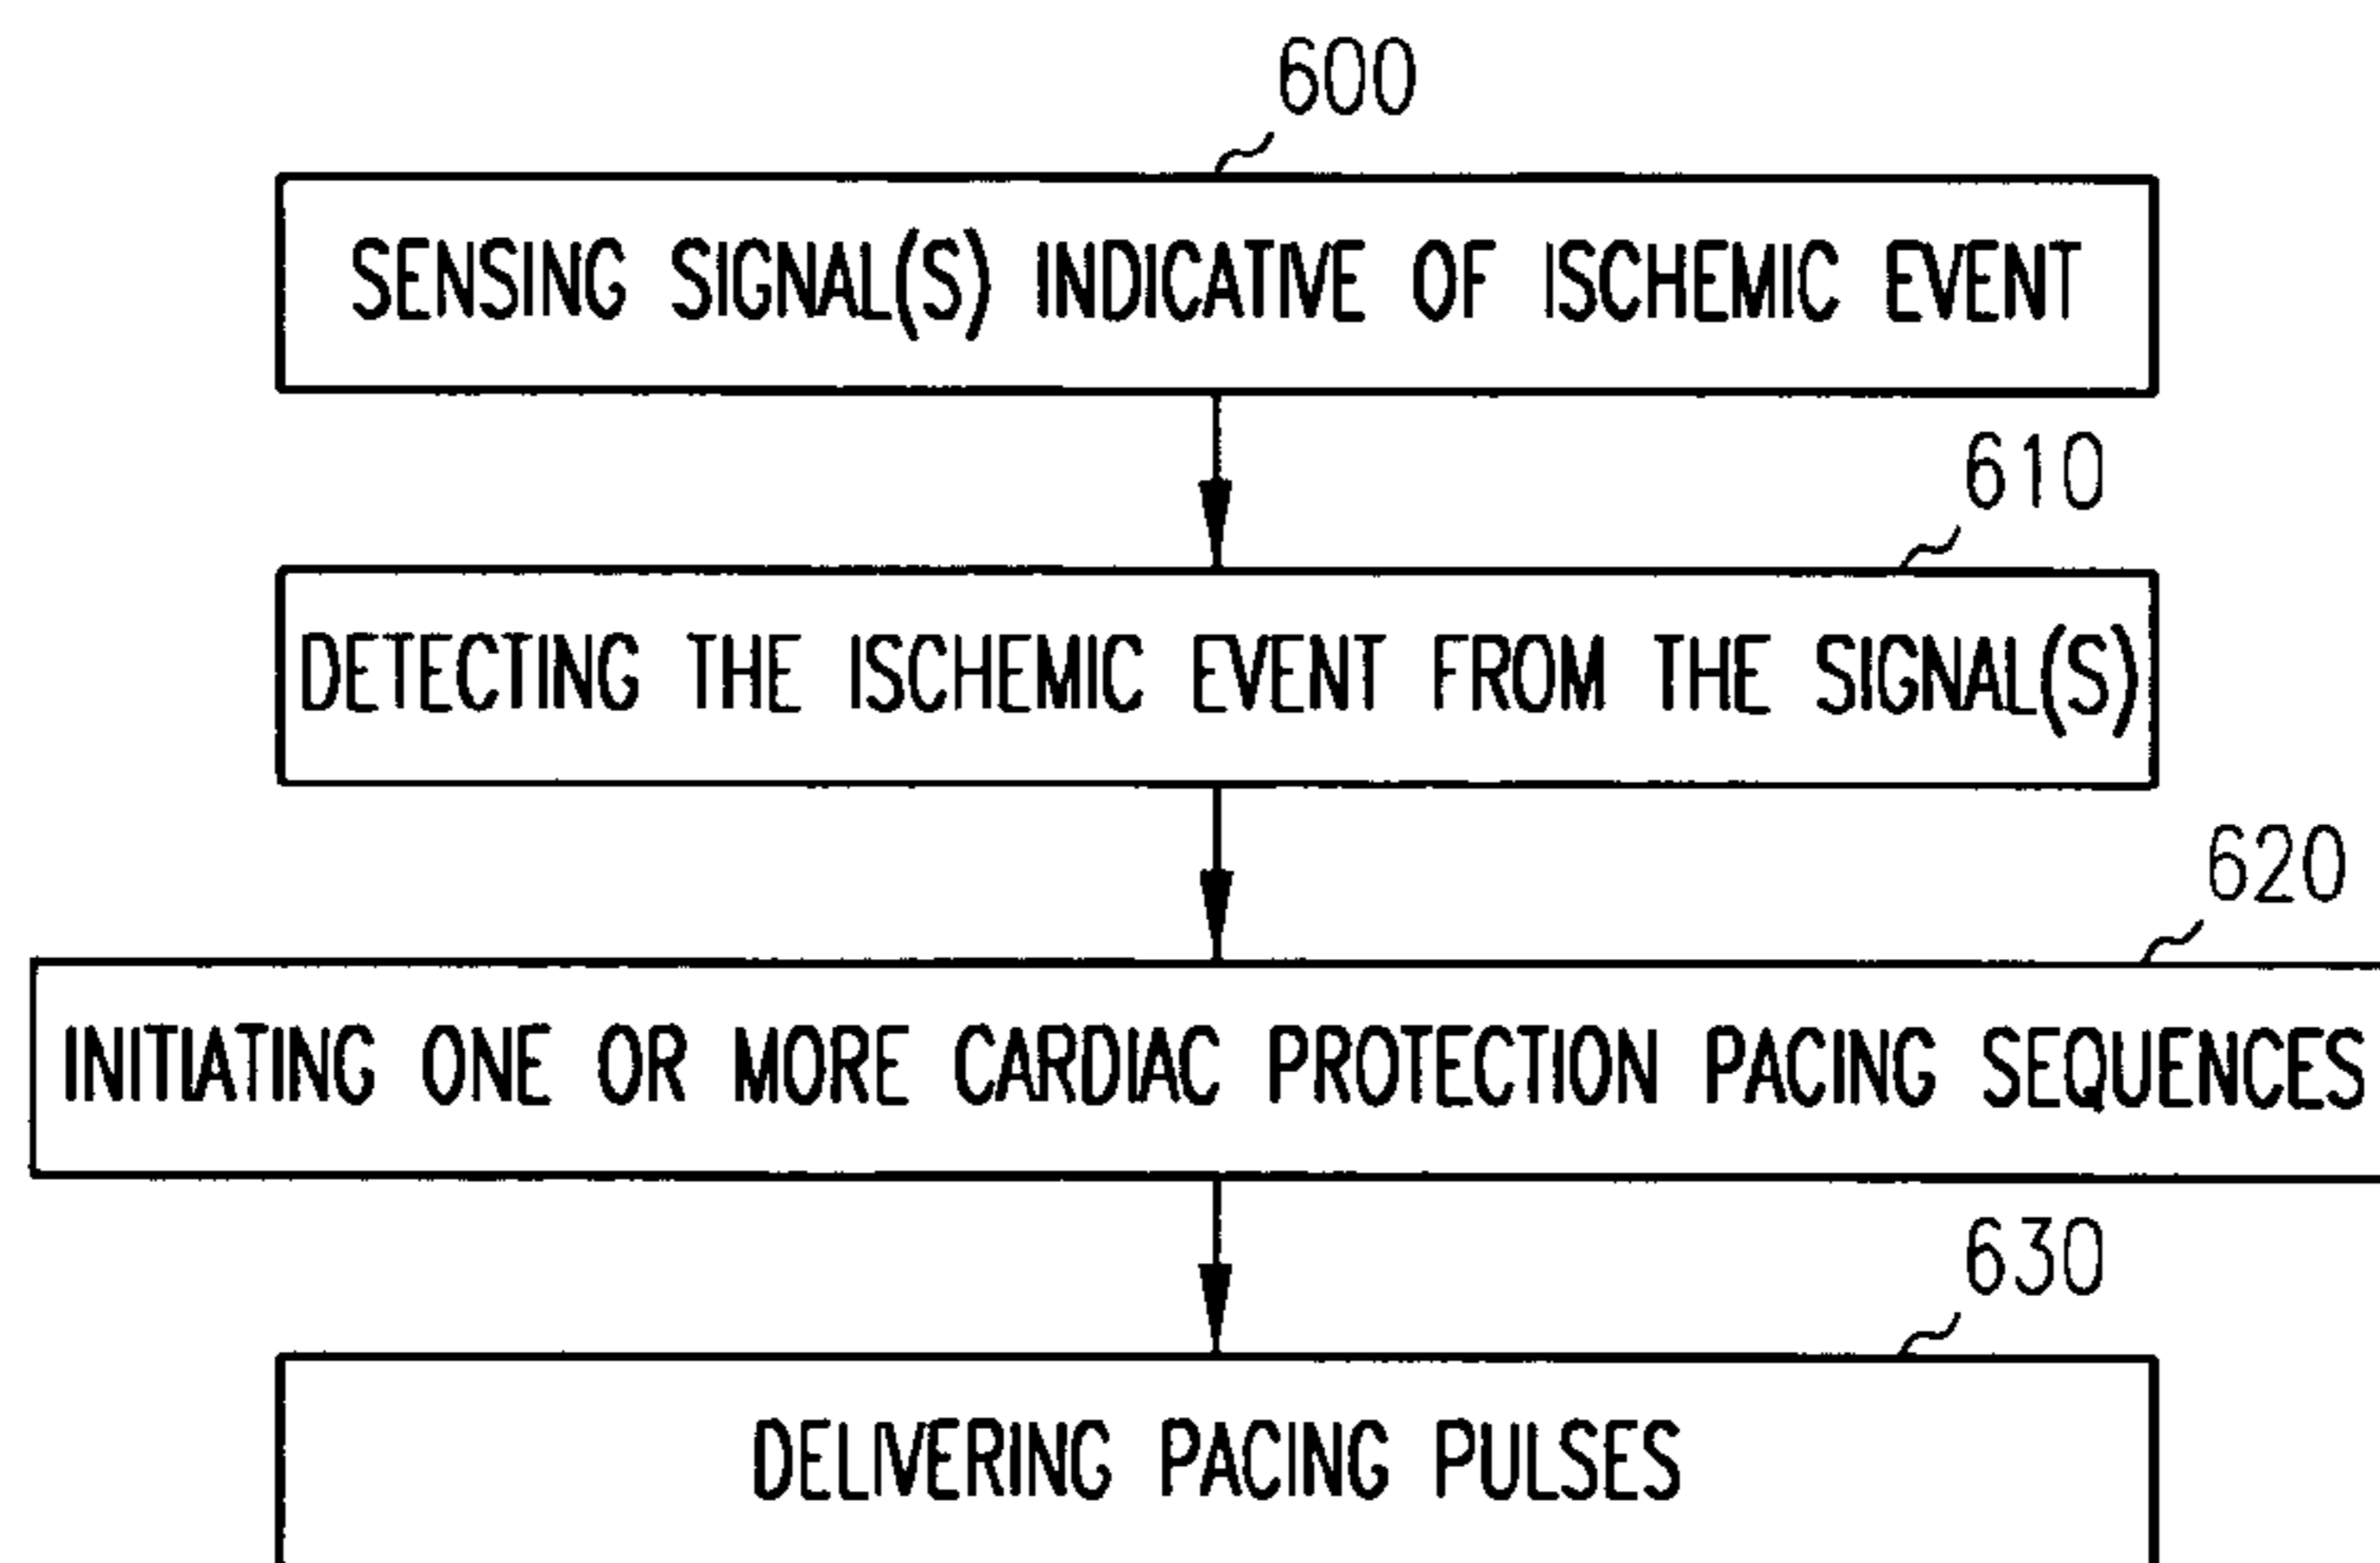 600
SENSING SIGNAL(S) INDICATIVE OF ISCHEMIC EVENT
610
DETECTING THE ISCHEMIC EVENT FROM THE SIGNAL(S)
620
INITIATING ONE OR MORE CARDIAC PROTECTION PACING SEQUENCES
630
DELIVERING PACING PULSES